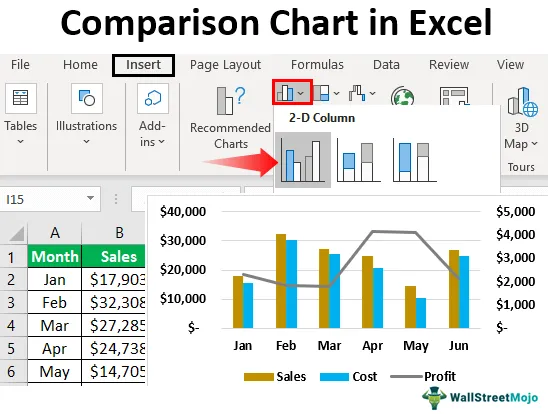 Comparison Chart in Excel
File Home Insert Page Layout Formulas Data View
Tables
Illustrations
Add-
ins
Recommended
Charts
2-D Column
3D
Map
Tours
I15
A B
1 Month Sales
2 Jan $17,903
3 Feb $32,308
4 Mar $27,285
5 Apr $24,738
6 May $14,705
$40,000
$30,000
$20,000
$10,000
$-
$5,000
$4,000
$3,000
$2,000
$1,000
$-
Jan Feb Mar Apr May Jun
Sales Cost Profit
WallStreetMojo